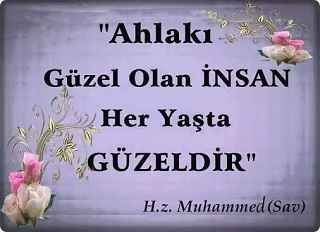 "Ahlakı
Güzel Olan İNSAN
Her Yaşta
GÜZELDİR"
H.z. Muhammed (Sav)